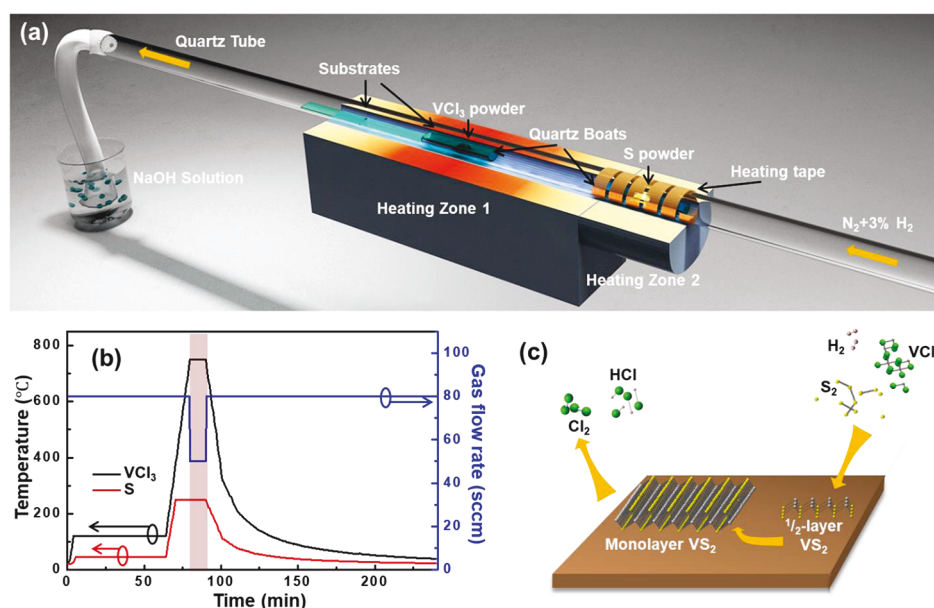 (a)
Quartz Tube
Substrates
VCl₃ powder
Quartz Boats
S powder
Heating tape
NaOH Solution
Heating Zone 1
N₂+3% H₂
Heating Zone 2
(b)
800
600
400
200
0
Temperature (℃)
VCl₃
S
0
50
100
150
200
Time (min)
100
80
60
40
20
0
Gas flow rate (sccm)
(c)
H₂
VCl
HCl
S₂
Cl₂
Monolayer VS₂
¹/₂-layer
VS₂